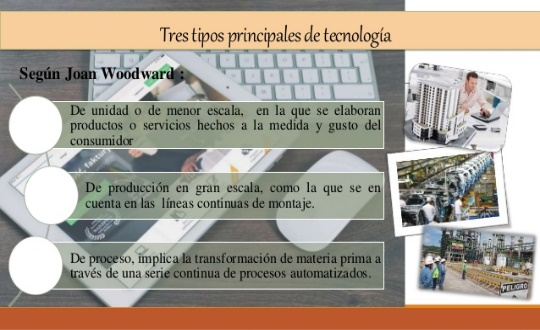 Tres tipos principales de tecnología
Según Joan Woodward :
De unidad o de menor escala, en la que se elaboran
productos o servicios hechos a la medida y gusto del
consumidor
De producción en gran escala, como la que se en
cuenta en las líneas continuas de montaje.
De proceso, implica la transformación de materia prima a
través de una serie continua de procesos automatizados.
PELIGRO